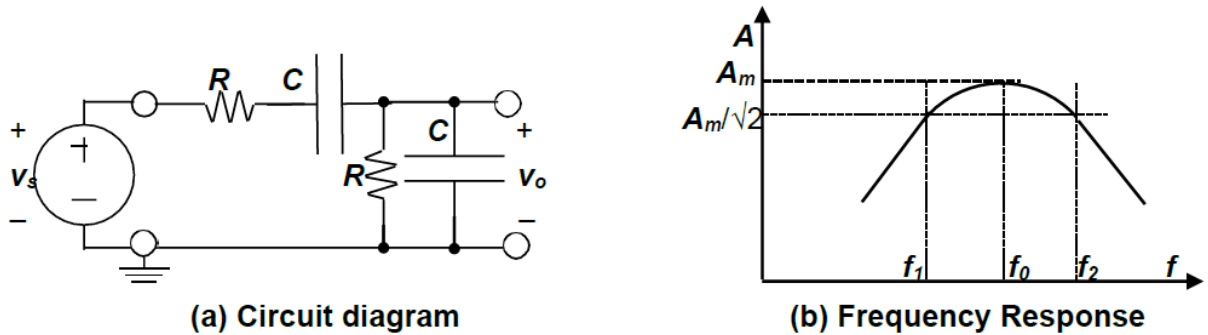 R
C
+
v_s
–
+
–
R
C
+
v_o
–
(a) Circuit diagram
A
A_m
A_m/√2
f_1
f_0
f_2
f
(b) Frequency Response